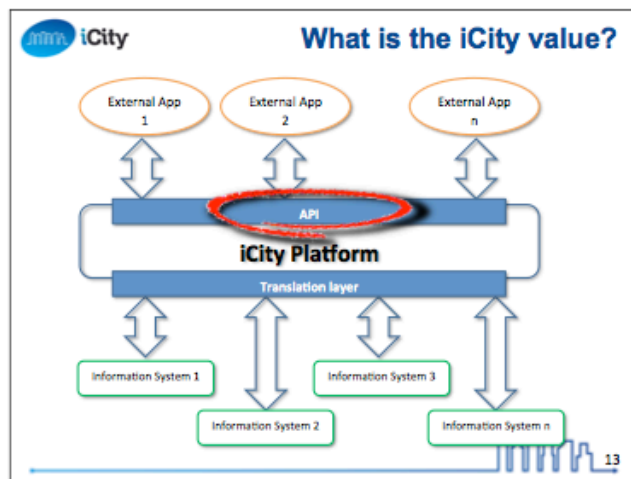 iCity
What is the iCity value?
External App
1
External App
2
External App
n
API
iCity Platform
Translation layer
Information System 1
Information System 3
Information System 2
Information System n
13